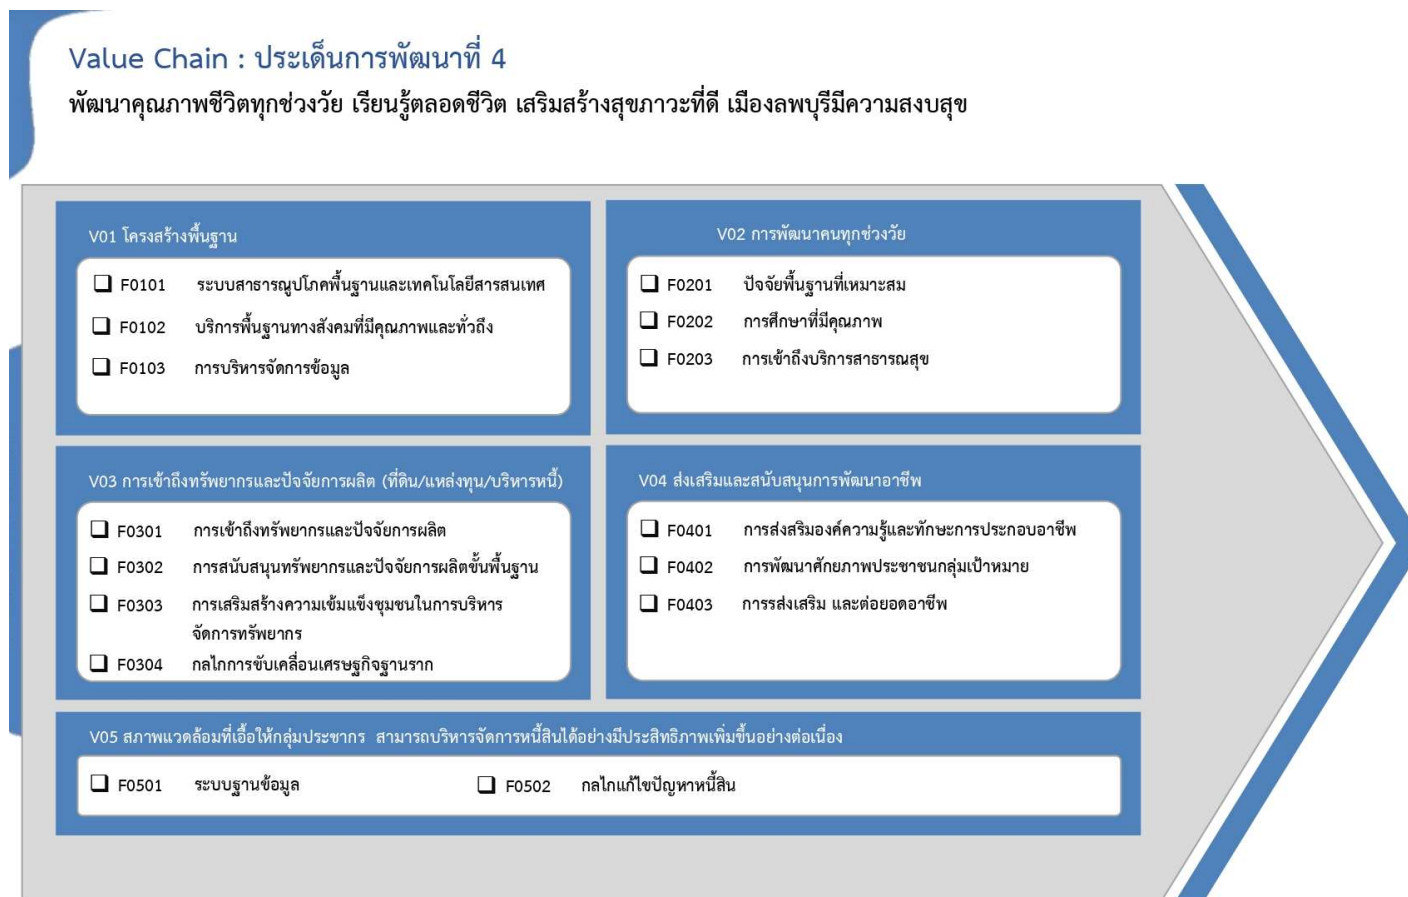 Value Chain : ประเด็นการพัฒนาที่ 4
พัฒนาคุณภาพชีวิตทุกช่วงวัย เรียนรู้ตลอดชีวิต เสริมสร้างสุขภาวะที่ดี เมืองลพบุรีมีความสงบสุข
V01 โครงสร้างพื้นฐาน
F0101 ระบบสาธารณูปโภคพื้นฐานและเทคโนโลยีสารสนเทศ
F0102 บริการพื้นฐานทางสังคมที่มีคุณภาพและทั่วถึง
F0103 การบริหารจัดการข้อมูล
V02 การพัฒนาคนทุกช่วงวัย
F0201 ปัจจัยพื้นฐานที่เหมาะสม
F0202 การศึกษาที่มีคุณภาพ
F0203 การเข้าถึงบริการสาธารณสุข
V03 การเข้าถึงทรัพยากรและปัจจัยการผลิต (ที่ดิน/แหล่งทุน/บริหารหนี้)
F0301 การเข้าถึงทรัพยากรและปัจจัยการผลิต
F0302 การสนับสนุนทรัพยากรและปัจจัยการผลิตขั้นพื้นฐาน
F0303 การเสริมสร้างความเข้มแข็งชุมชนในการบริหาร
จัดการทรัพยากร
F0304 กลไกการขับเคลื่อนเศรษฐกิจฐานราก
V04 ส่งเสริมและสนับสนุนการพัฒนาอาชีพ
F0401 การส่งสริมองค์ความรู้และทักษะการประกอบอาชีพ
F0402 การพัฒนาศักยภาพประชาชนกลุ่มเป้าหมาย
F0403 การรส่งเสริม และต่อยอดอาชีพ
V05 สภาพแวดล้อมที่เอื้อให้กลุ่มประชากร สามารถบริหารจัดการหนี้สินได้อย่างมีประสิทธิภาพเพิ่มขึ้นอย่างต่อเนื่อง
F0501 ระบบฐานข้อมูล
F0502 กลไกแก้ไขปัญหาหนี้สิน